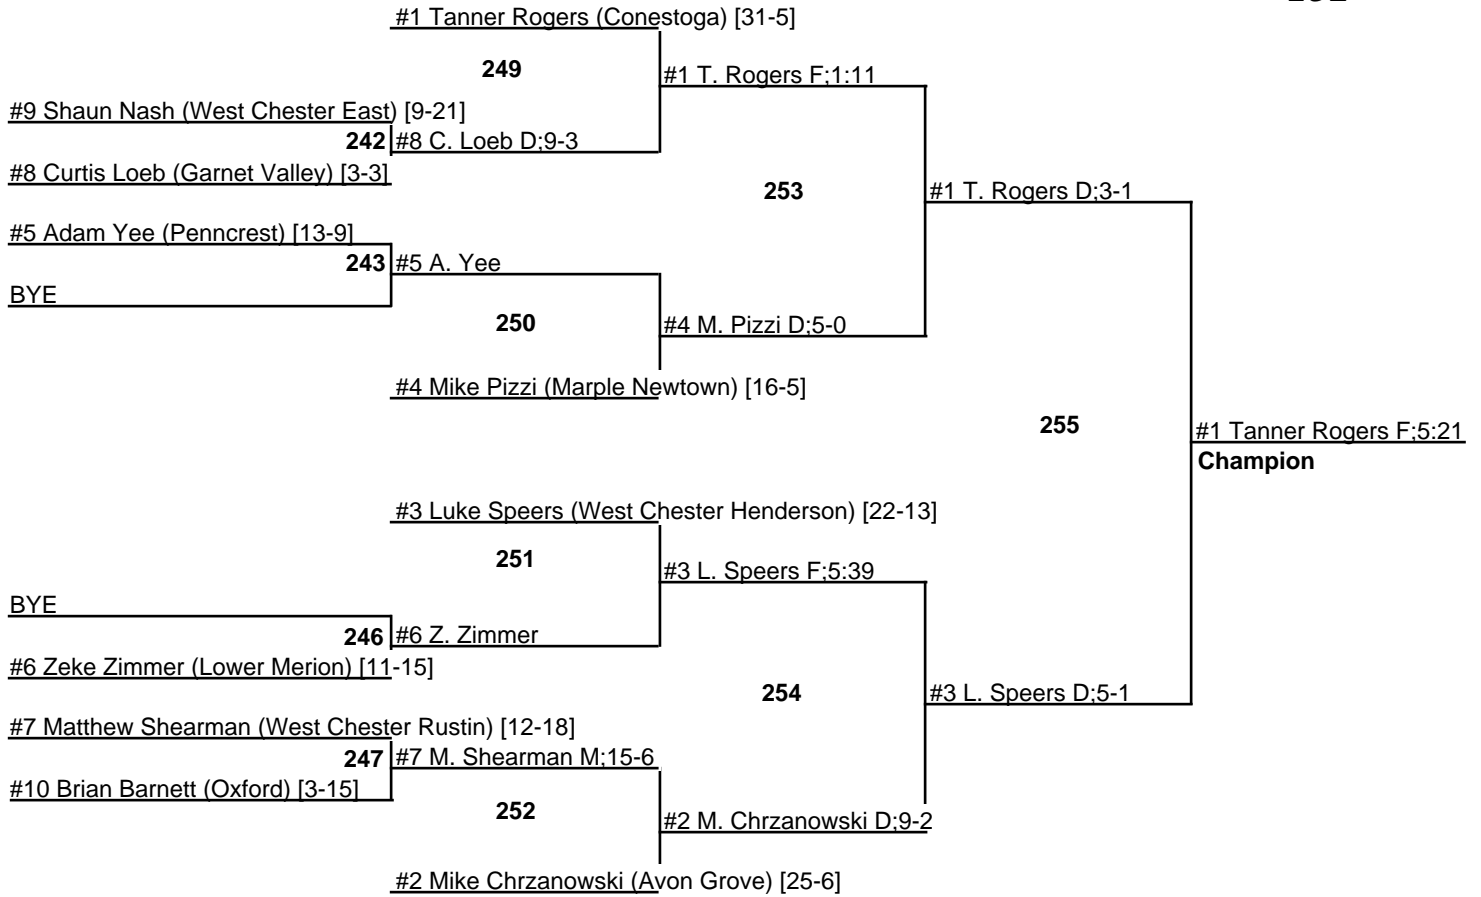 #1 Tanner Rogers (Conestoga) [31-5]
249
#1 T. Rogers F;1:11
#9 Shaun Nash (West Chester East) [9-21]
242
#8 C. Loeb D;9-3
#8 Curtis Loeb (Garnet Valley) [3-3]
253
#1 T. Rogers D;3-1
#5 Adam Yee (Penncrest) [13-9]
243
#5 A. Yee
BYE
250
#4 M. Pizzi D;5-0
#4 Mike Pizzi (Marple Newtown) [16-5]
255
#1 Tanner Rogers F;5:21
Champion
#3 Luke Speers (West Chester Henderson) [22-13]
251
#3 L. Speers F;5:39
BYE
246
#6 Z. Zimmer
#6 Zeke Zimmer (Lower Merion) [11-15]
254
#3 L. Speers D;5-1
#7 Matthew Shearman (West Chester Rustin) [12-18]
247
#7 M. Shearman M;15-6
#10 Brian Barnett (Oxford) [3-15]
252
#2 M. Chrzanowski D;9-2
#2 Mike Chrzanowski (Avon Grove) [25-6]